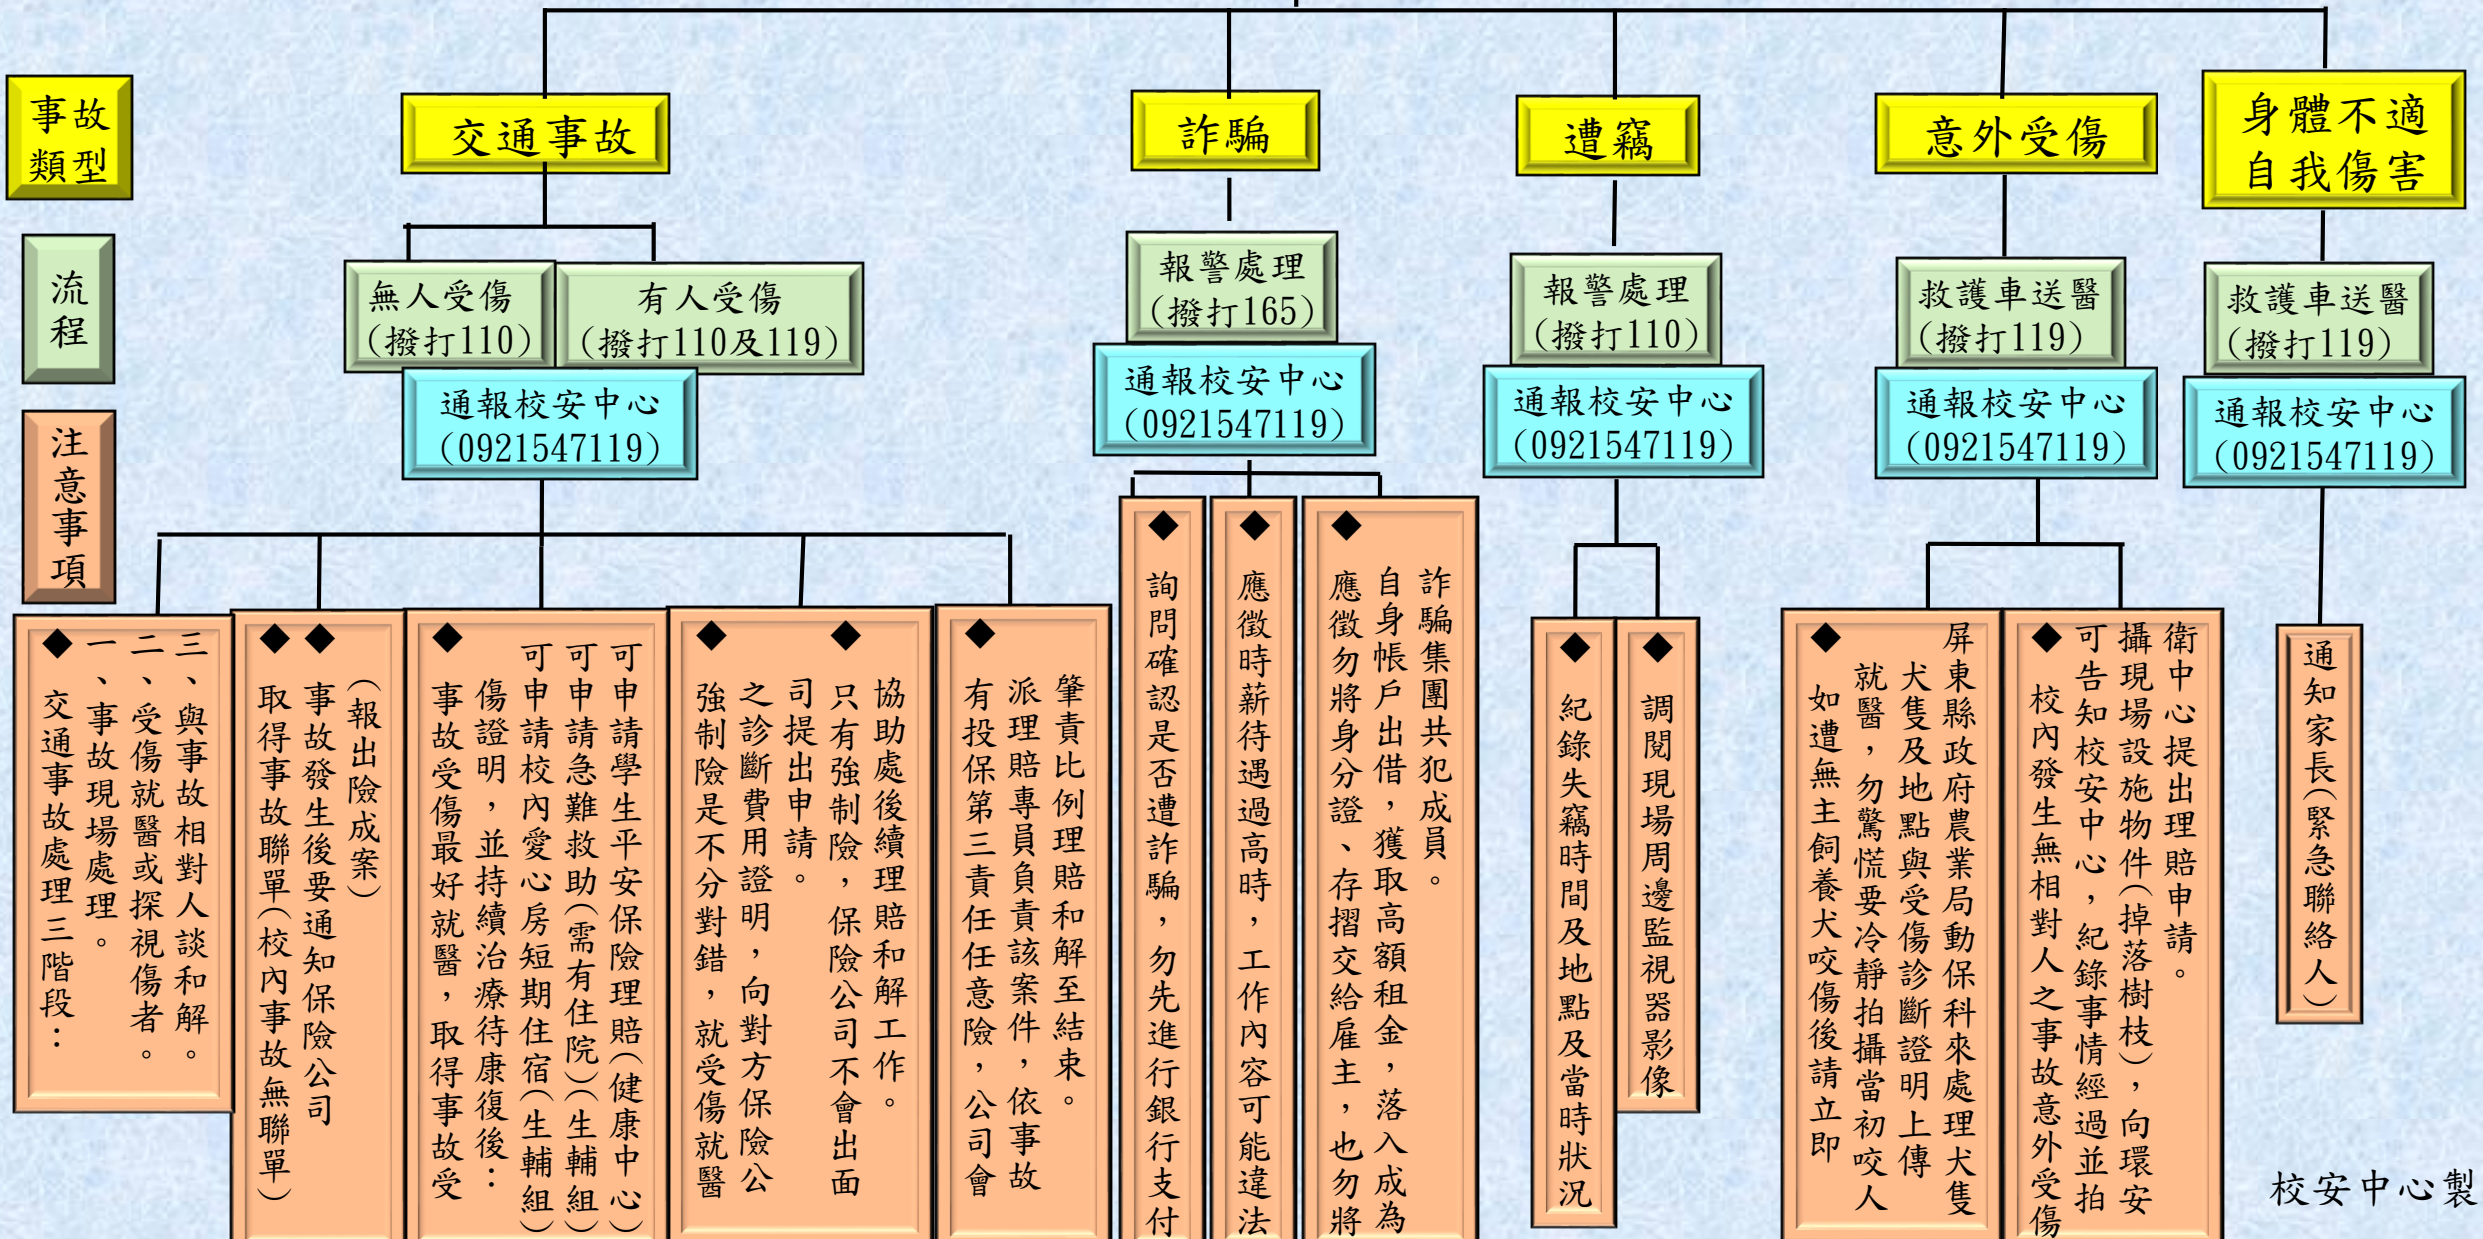 事故
類型
流
程
注
意
事
項
交通事故
無人受傷
(撥打110)
有人受傷
(撥打110及119)
通報校安中心
(0921547119)
◆ 交通事故處理三階段：
一、事故現場處理。
二、受傷就醫或探視傷者。
三、與事故相對人談和解。
◆ 取得事故聯單(校內事故無聯單)
◆ 事故發生後要通知保險公司
(報出險成案)
◆ 事故受傷最好就醫，取得事故受
傷證明，並持續治療待康復後：
可申請校內愛心房短期住宿(生輔組)
可申請急難救助(需有住院)(生輔組)
可申請學生平安保險理賠(健康中心)
◆ 強制險是不分對錯，就受傷就醫
之診斷費用證明，向對方保險公
司提出申請。
◆ 只有強制險，保險公司不會出面
協助處後續理賠和解工作。
◆ 有投保第三責任任意險，公司會
派理賠專員負責該案件，依事故
肇責比例理賠和解至結束。
詐騙
報警處理
(撥打165)
通報校安中心
(0921547119)
◆ 詢問確認是否遭詐騙，勿先進行銀行支付
◆ 應徵時薪待遇過高時，工作內容可能違法
◆ 應徵勿將身分證、存摺交給雇主，也勿將
自身帳戶出借，獲取高額租金，落入成為
詐騙集團共犯成員。
遭竊
報警處理
(撥打110)
通報校安中心
(0921547119)
◆ 紀錄失竊時間及地點及當時狀況
◆ 調閱現場周邊監視器影像
意外受傷
救護車送醫
(撥打119)
通報校安中心
(0921547119)
◆ 如遭無主飼養犬咬傷後請立即
就醫，勿驚慌要冷靜拍攝當初咬人
犬隻及地點與受傷診斷證明上傳
屏東縣政府農業局動保科來處理犬隻
◆ 校內發生無相對人之事故意外受傷
可告知校安中心，紀錄事情經過並拍
攝現場設施物件(掉落樹枝)，向環安
衛中心提出理賠申請。
身體不適
自我傷害
救護車送醫
(撥打119)
通報校安中心
(0921547119)
通知家長(緊急聯絡人)
校安中心製